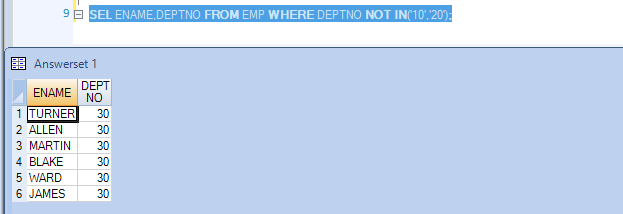 9 SEL ENAME,DEPTNO FROM EMP WHERE DEPTNO NOT IN('10','20');
Answerset 1
ENAME DEPT NO
1 TURNER 30
2 ALLEN 30
3 MARTIN 30
4 BLAKE 30
5 WARD 30
6 JAMES 30